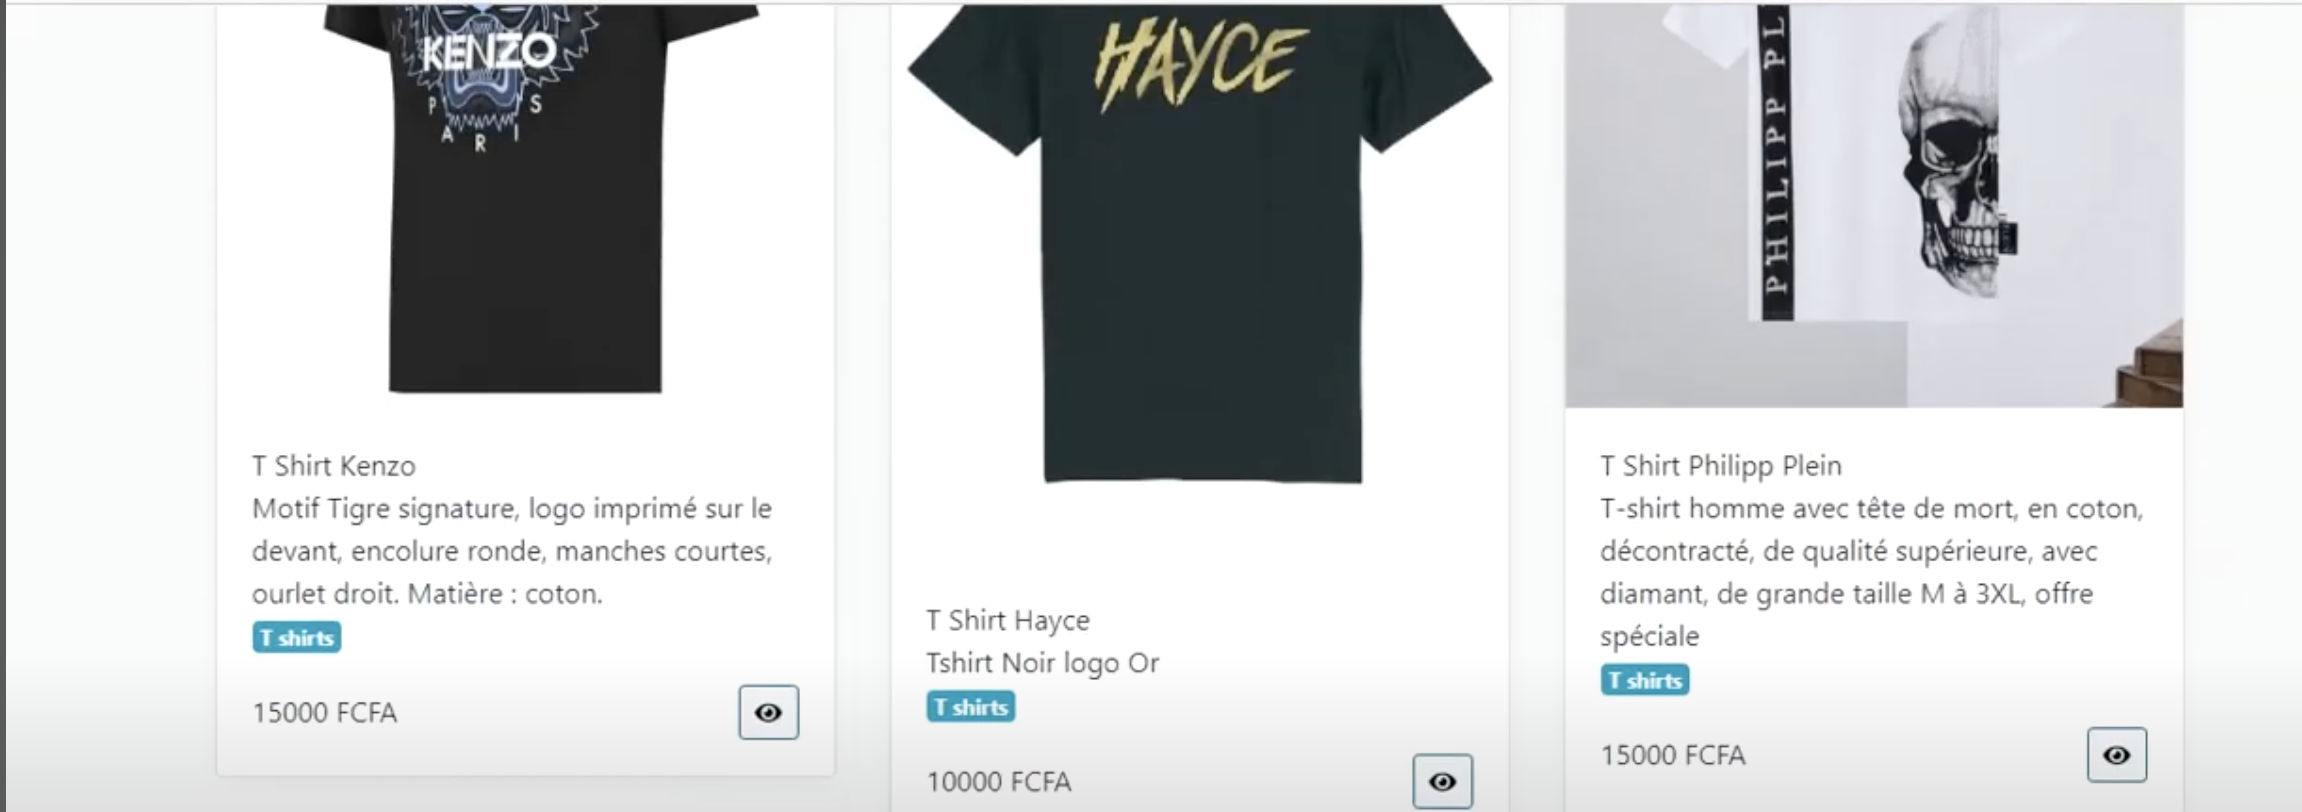 KENZO
PARIS
T Shirt Kenzo
Motif Tigre signature, logo imprimé sur le
devant, encolure ronde, manches courtes,
ourlet droit. Matière : coton.
T shirts
15000 FCFA
HAYCE
T Shirt Hayce
Tshirt Noir logo Or
T shirts
10000 FCFA
PHILIPP PL
T Shirt Philipp Plein
T-shirt homme avec tête de mort, en coton,
décontracté, de qualité supérieure, avec
diamant, de grande taille M à 3XL, offre
spéciale
T shirts
15000 FCFA